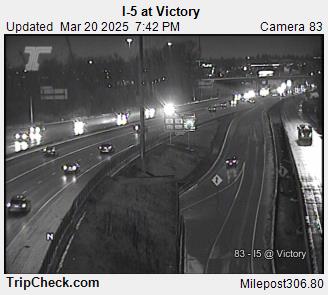 I-5 at Victory
Updated Mar 20 2025 7:42 PM Camera 83
T
N
83 - I5 @ Victory
TripCheck.com Milepost306.80